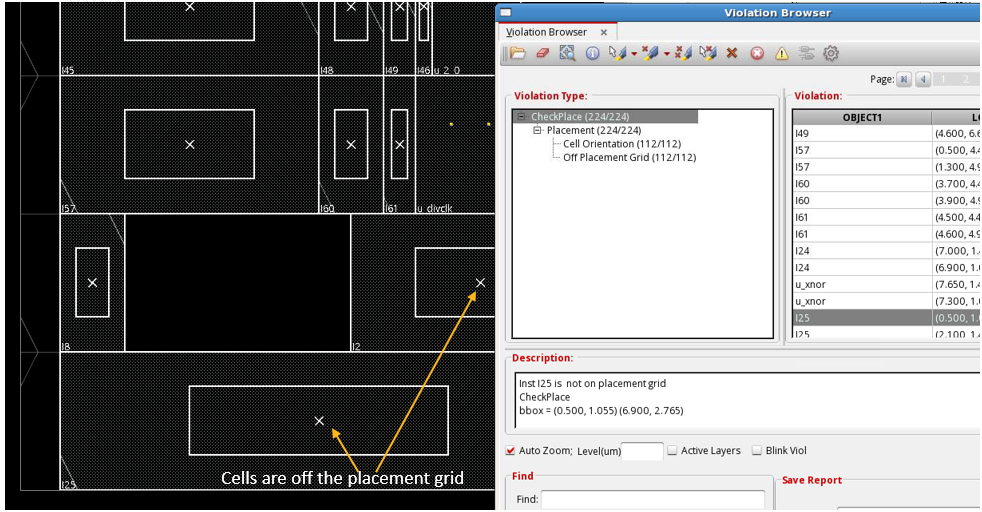 Violation Browser
Violation Browser ×
I45
I48
I49
I46
u_2_0
Page:
1
2
Violation Type:
CheckPlace (224/224)
Placement (224/224)
Cell Orientation (112/112)
Off Placement Grid (112/112)
Violation:
OBJECT1
I49 (4.600, 6.6
I57 (0.500, 4.4
I57 (1.300, 4.9
I60 (3.700, 4.4
I60 (3.900, 4.9
I61 (4.500, 4.4
I61 (4.600, 4.9
I24 (7.000, 1.4
I24 (6.900, 1.0
u_xnor (7.650, 1.4
u_xnor (7.300, 1.0
I25 (0.500, 1.0
I25 (2.100, 1.4
I57
I60
I61
u_divclk
I8
I2
Description:
Inst I25 is not on placement grid
CheckPlace
bbox = (0.500, 1.055) (6.900, 2.765)
Auto Zoom; Level(um)
Active Layers
Blink Viol
Cells are off the placement grid
I25
Find
Find:
Save Report